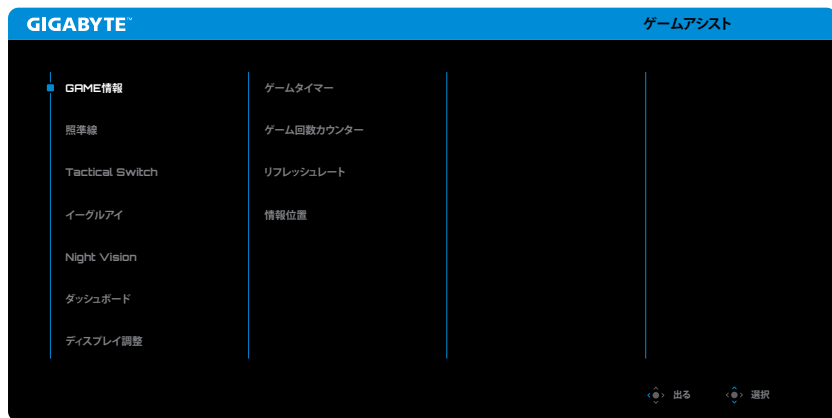 GIGABYTE™
ゲームアシスト
GAME情報
ゲームタイマー
照準線
ゲーム回数カウンター
Tactical Switch
リフレッシュレート
イーグルアイ
情報位置
Night Vision
ダッシュボード
ディスプレイ調整
出る
選択